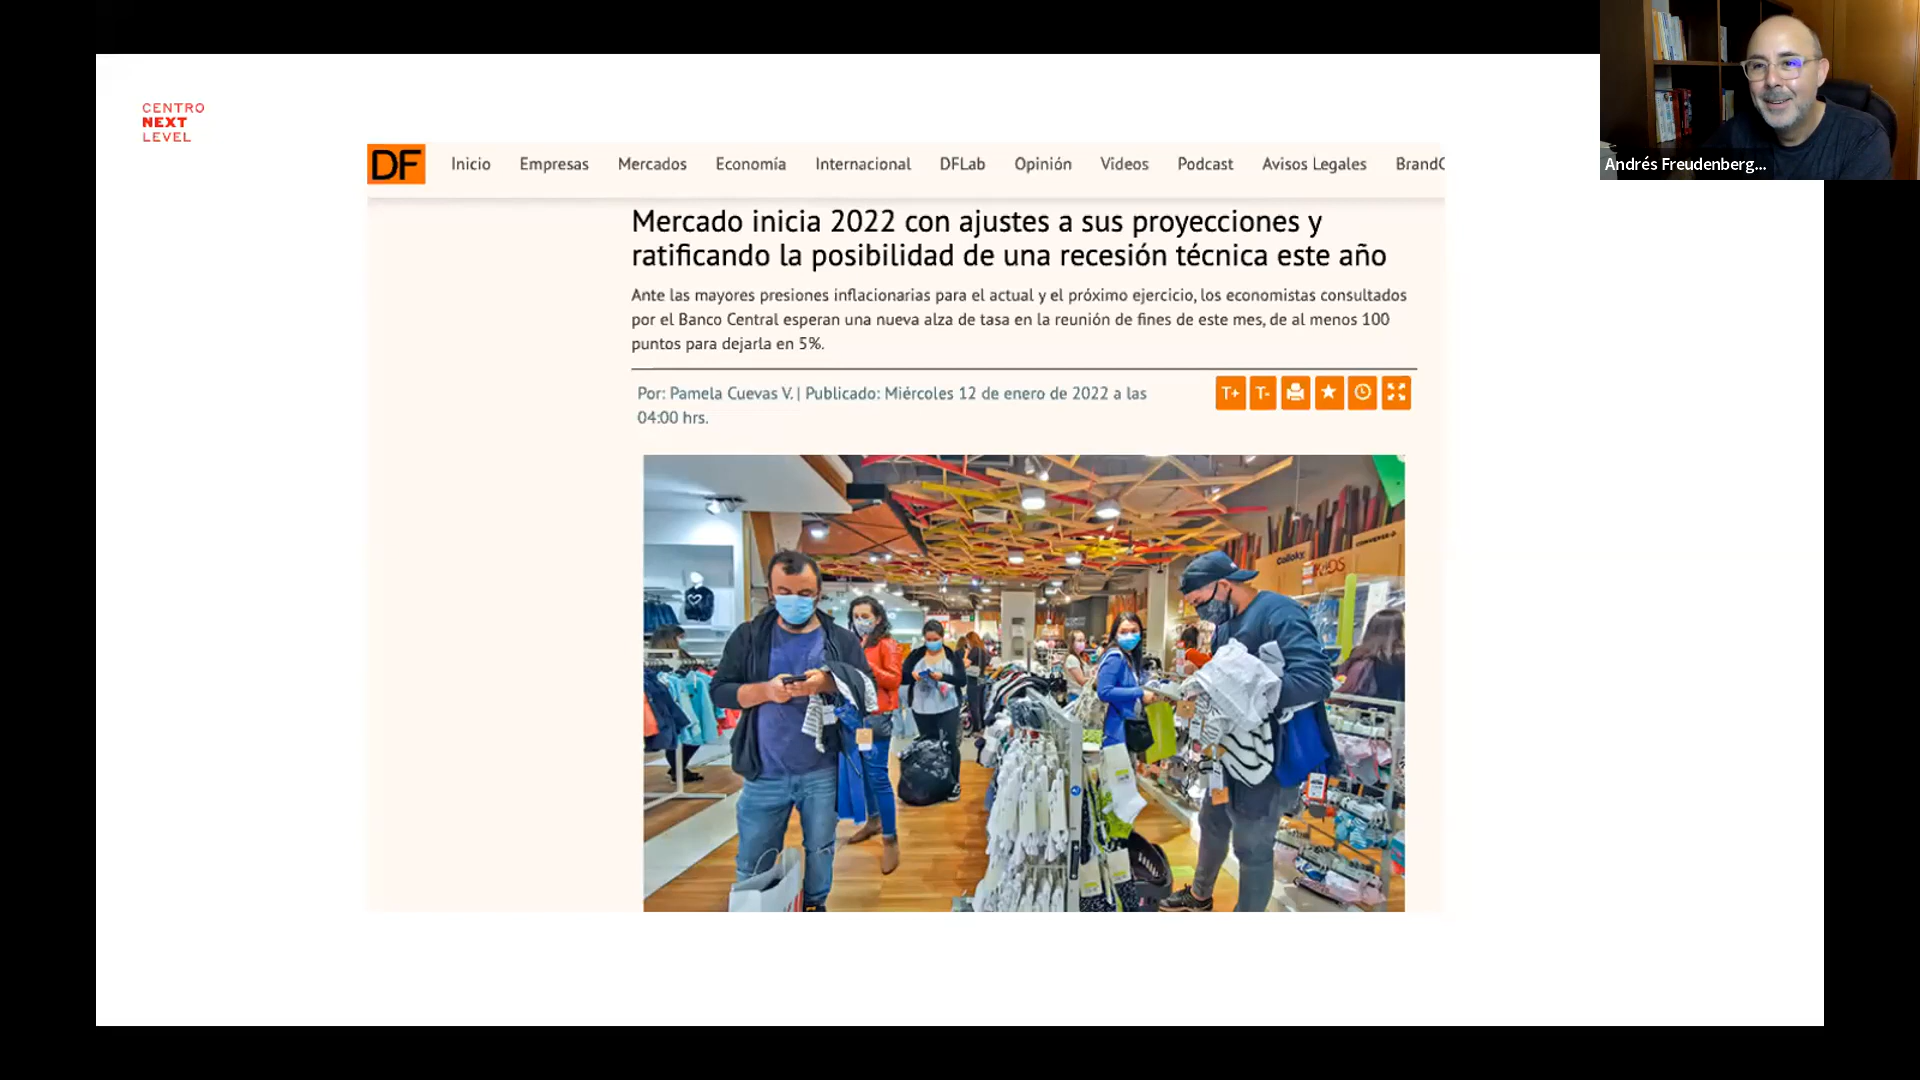 CENTRO
NEXT
LEVEL
DF Inicio Empresas Mercados Economía Internacional DFLab Opinión Videos Podcast Avisos Legales BrandC
Andrés Freudenberg...
Mercado inicia 2022 con ajustes a sus proyecciones y
ratificando la posibilidad de una recesión técnica este año
Ante las mayores presiones inflacionarias para el actual y el próximo ejercicio, los economistas consultados
por el Banco Central esperan una nueva alza de tasa en la reunión de fines de este mes, de al menos 100
puntos para dejarla en 5%.
Por: Pamela Cuevas V. | Publicado: Miércoles 12 de enero de 2022 a las
04:00 hrs.
T+ T-
Colloky
KIDS
CONVERSE